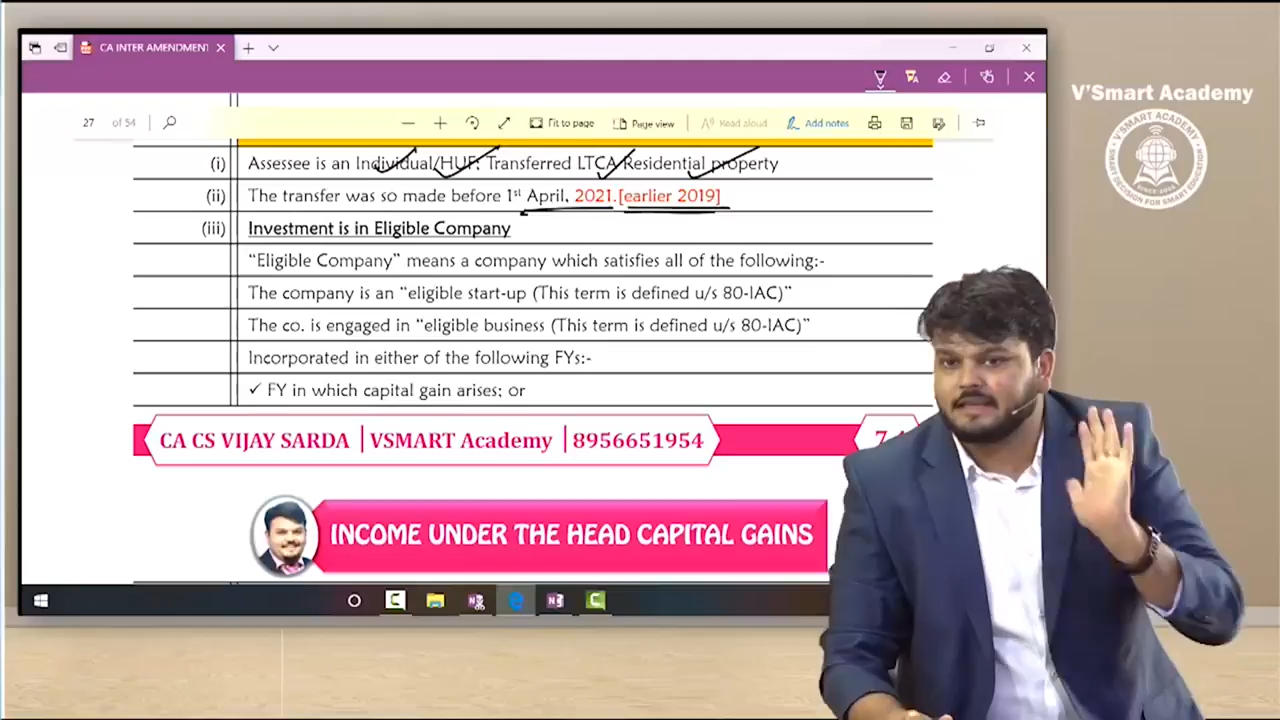 CA INTER AMENDMENT
V'Smart Academy
27 of 54
Fit to page
Page view
Read aloud
Add notes
(i) Assessee is an Individual/HUF; Transferred LTCA Residential property
(ii) The transfer was so made before 1st April, 2021.[earlier 2019]
(iii) Investment is in Eligible Company
“Eligible Company” means a company which satisfies all of the following:-
The company is an “eligible start-up (This term is defined u/s 80-IAC)”
The co. is engaged in “eligible business (This term is defined u/s 80-IAC)”
Incorporated in either of the following FYs:-
✓ FY in which capital gain arises; or
CA CS VIJAY SARDA | VSMART Academy | 8956651954
INCOME UNDER THE HEAD CAPITAL GAINS